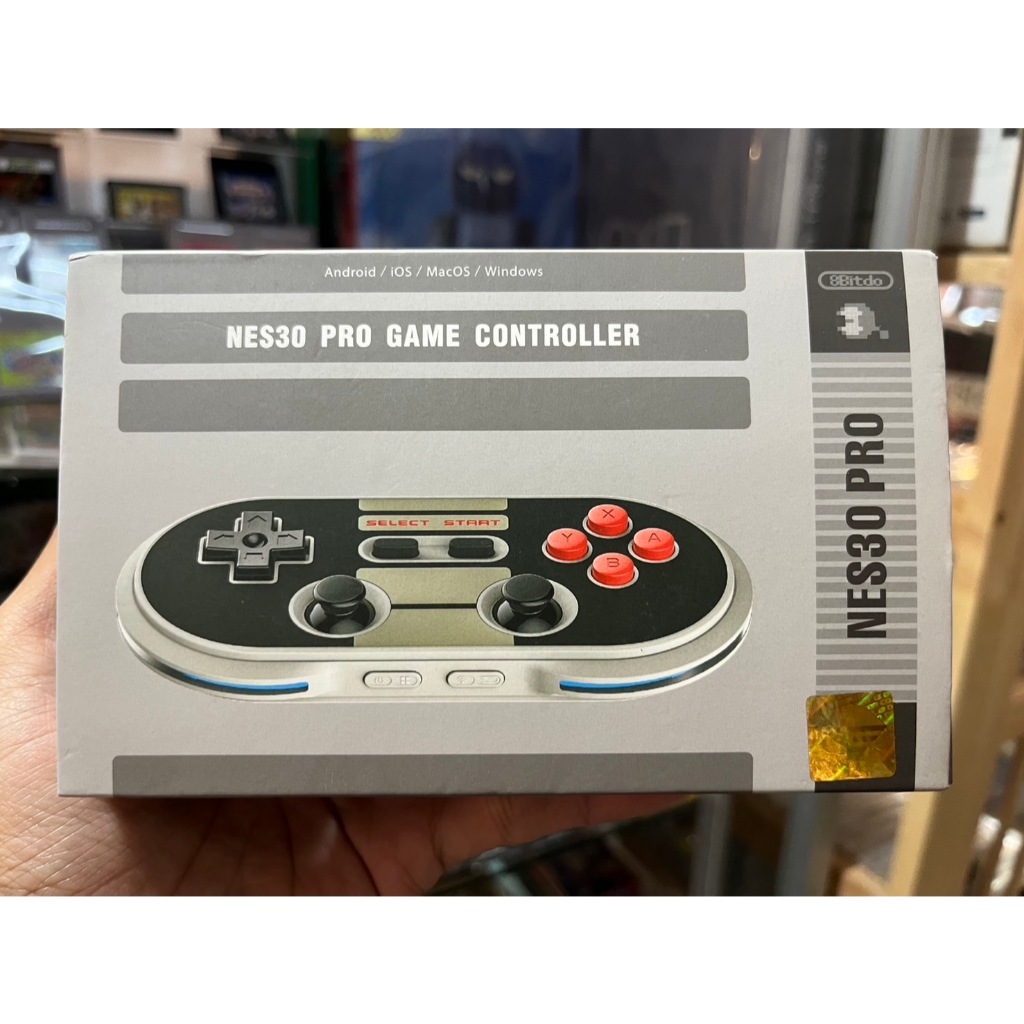 Android / iOS / MacOS / Windows
8Bitdo
NES30 PRO GAME CONTROLLER
NES30 PRO
SELECT START
X
Y
A
B